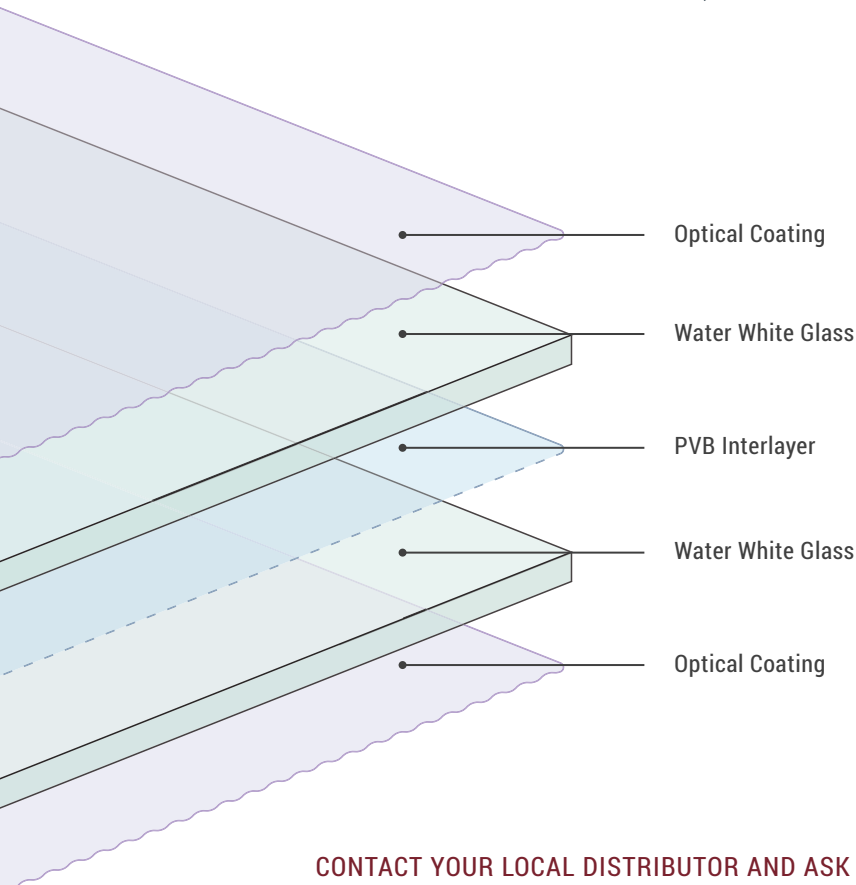 Optical Coating
Water White Glass
PVB Interlayer
Water White Glass
Optical Coating
CONTACT YOUR LOCAL DISTRIBUTOR AND ASK